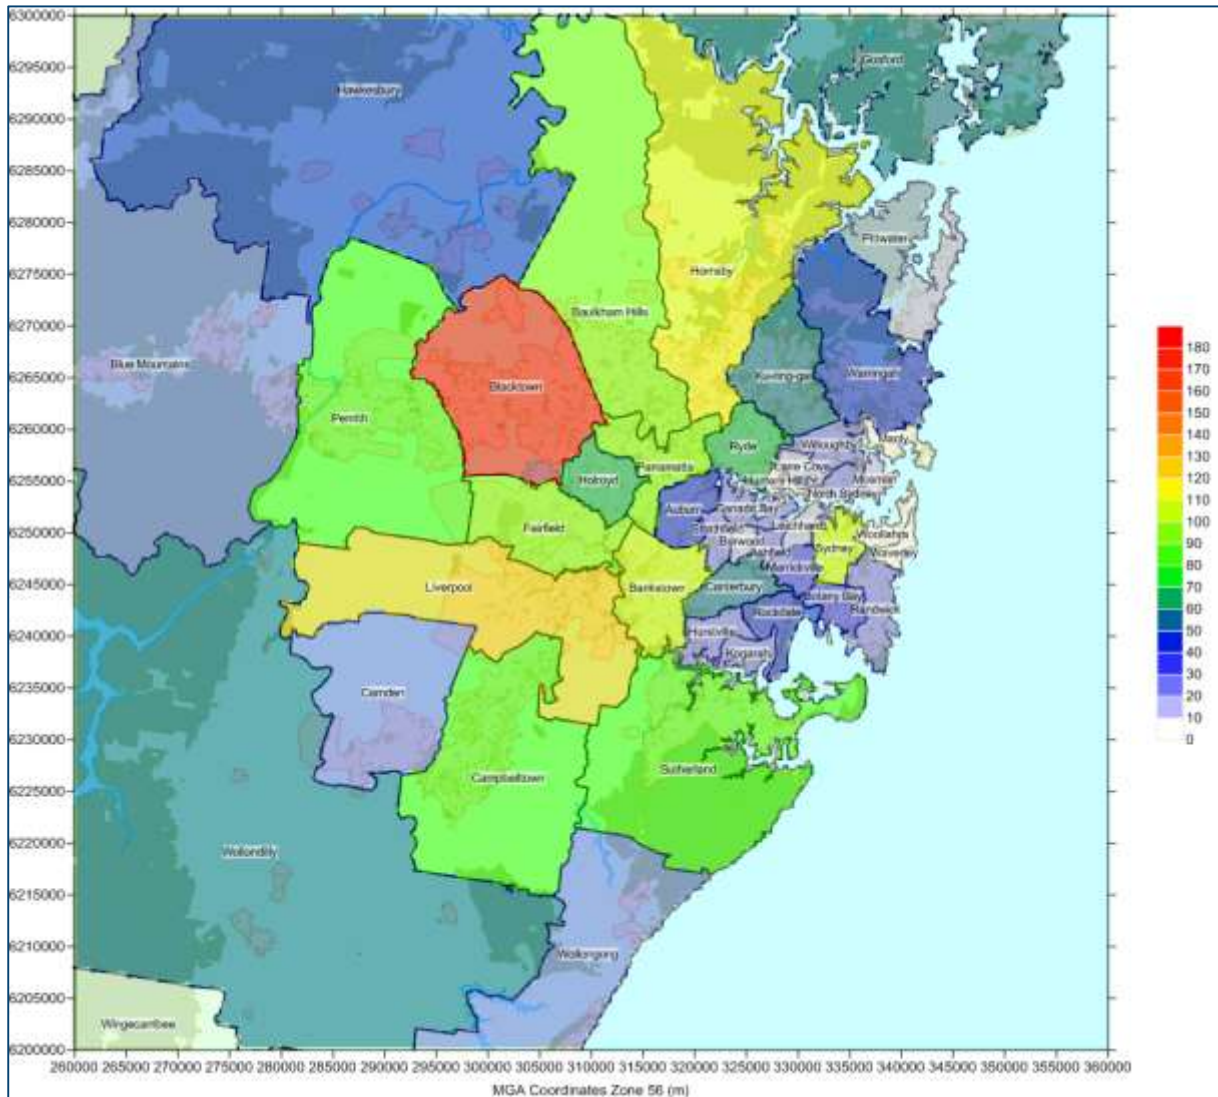 6300000
6295000
6290000
6285000
6280000
6275000
6270000
6265000
6260000
6255000
6250000
6245000
6240000
6235000
6230000
6225000
6220000
6215000
6210000
6205000
6200000
Gosford
Hawkesbury
Pittwater
Hornsby
Baulkham Hills
Blue Mountains
Blacktown
Ku-ring-gai
Warringah
Penrith
Ryde
Willoughby
Manly
Parramatta
Lane Cove
Holroyd
Hunters Hill
Mosman
North Sydney
Auburn
Canada Bay
Fairfield
Strathfield
Leichhardt
Woollahra
Burwood
Ashfield
Sydney
Waverley
Marrickville
Liverpool
Bankstown
Canterbury
Botany Bay
Rockdale
Randwick
Hurstville
Kogarah
Camden
Campbelltown
Sutherland
Wollondilly
Wollongong
Wingecarribee
180
170
160
150
140
130
120
110
100
90
80
70
60
50
40
30
20
10
0
260000 265000 270000 275000 280000 285000 290000 295000 300000 305000 310000 315000 320000 325000 330000 335000 340000 345000 350000 355000 360000
MGA Coordinates Zone 56 (m)